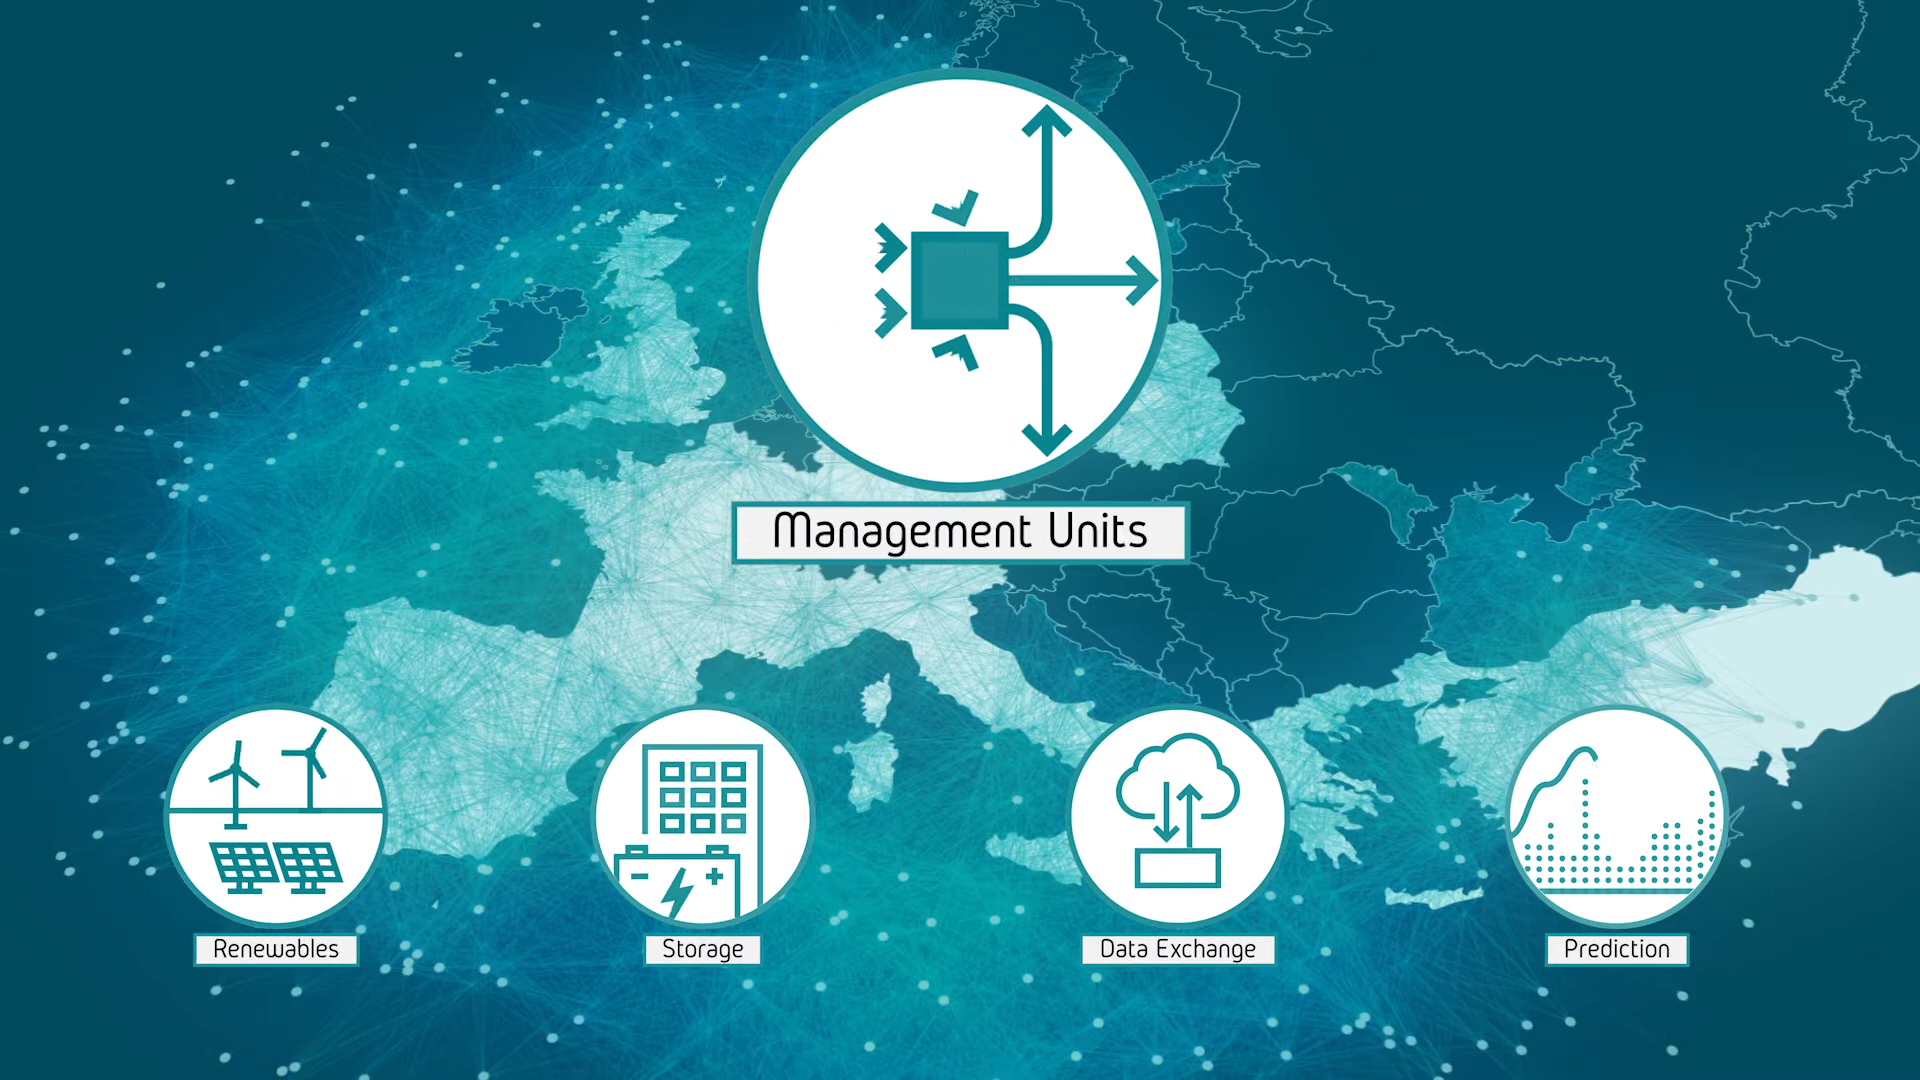 Management Units
Renewables
Storage
Data Exchange
Prediction